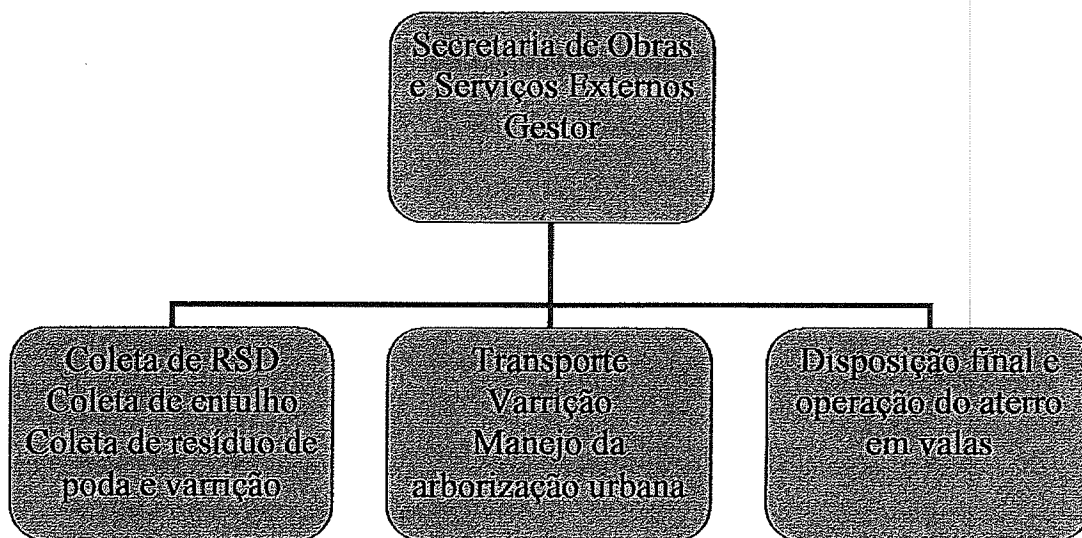 Secretaria de Obras
e Serviços Externos
Gestor
Coleta de RSD
Coleta de entulho
Coleta de resíduo de
poda e varrição
Transporte
Varrição
Manejo da
arborização urbana
Disposição final e
operação do aterro
em valas